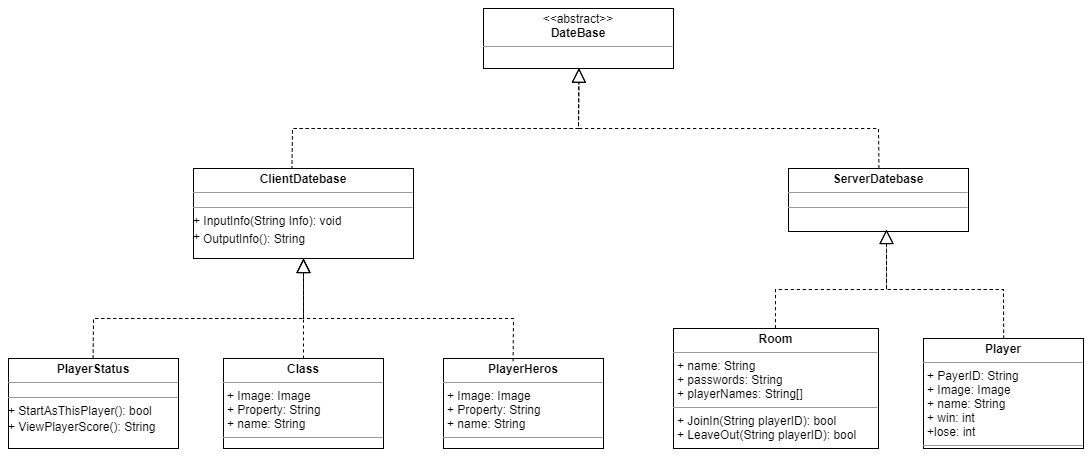 <<abstract>>
DateBase
ClientDatebase
+ InputInfo(String Info): void
+ OutputInfo(): String
ServerDatebase
PlayerStatus
+ StartAsThisPlayer(): bool
+ ViewPlayerScore(): String
Class
+ Image: Image
+ Property: String
+ name: String
PlayerHeros
+ Image: Image
+ Property: String
+ name: String
Room
+ name: String
+ passwords: String
+ playerNames: String[]
+ JoinIn(String playerID): bool
+ LeaveOut(String playerID): bool
Player
+ PayerID: String
+ Image: Image
+ name: String
+ win: int
+lose: int